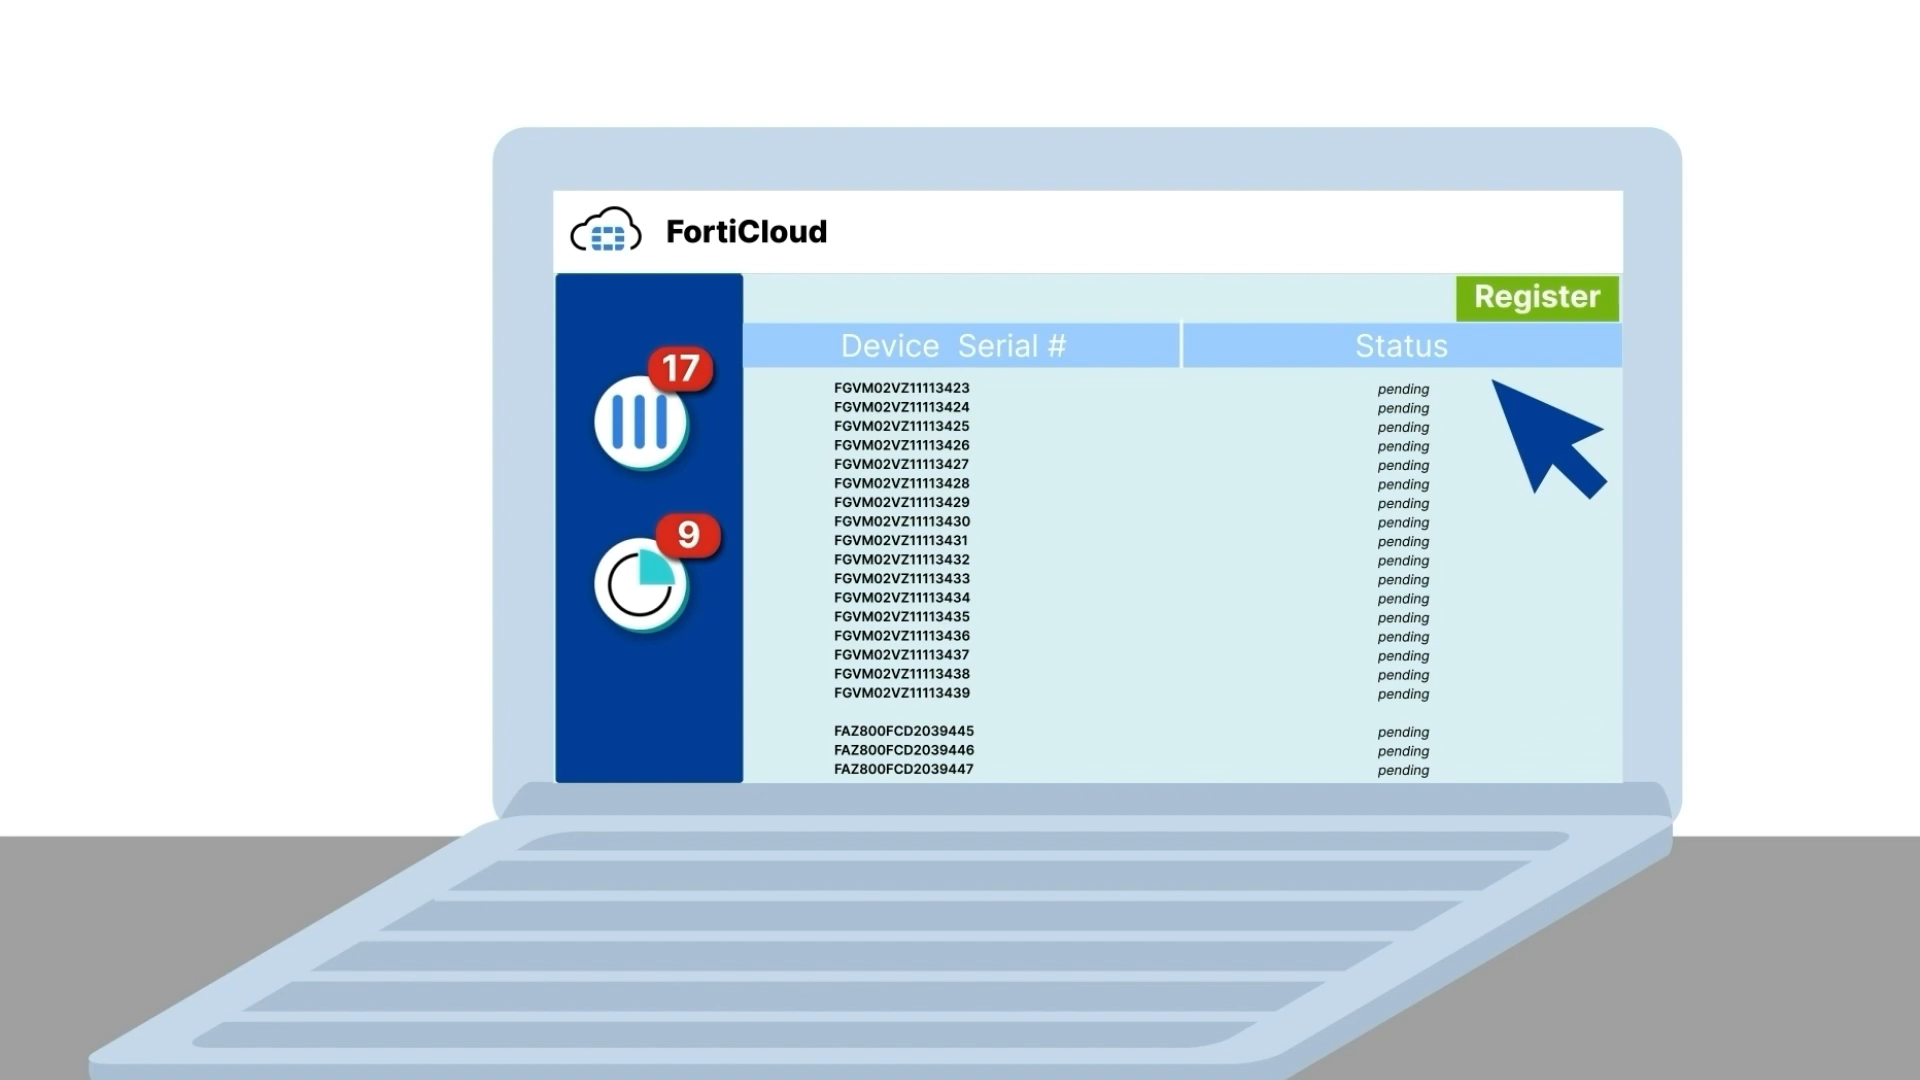 FortiCloud
Register
Device Serial # Status
17
9
FGVM02VZ11113423 pending
FGVM02VZ11113424 pending
FGVM02VZ11113425 pending
FGVM02VZ11113426 pending
FGVM02VZ11113427 pending
FGVM02VZ11113428 pending
FGVM02VZ11113429 pending
FGVM02VZ11113430 pending
FGVM02VZ11113431 pending
FGVM02VZ11113432 pending
FGVM02VZ11113433 pending
FGVM02VZ11113434 pending
FGVM02VZ11113435 pending
FGVM02VZ11113436 pending
FGVM02VZ11113437 pending
FGVM02VZ11113438 pending
FGVM02VZ11113439 pending
FAZ800FCD2039445 pending
FAZ800FCD2039446 pending
FAZ800FCD2039447 pending